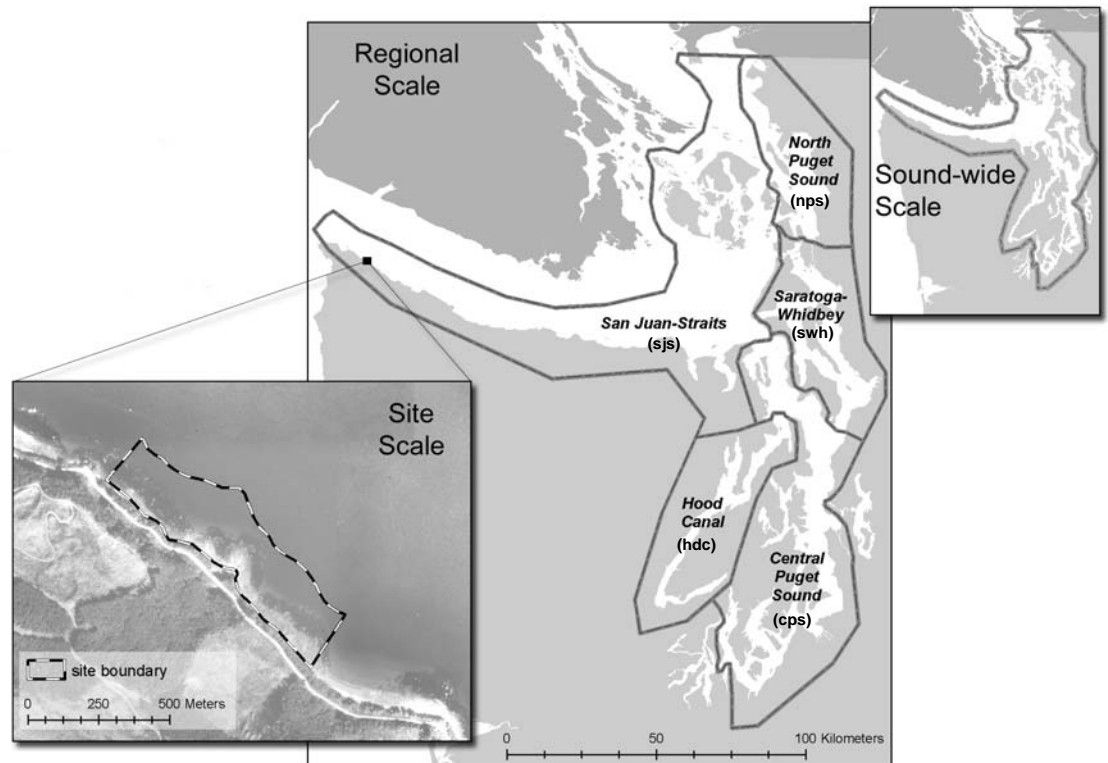 Regional
Scale
North
Puget
Sound
(nps)
Sound-wide
Scale
Saratoga-
Whidbey
(swh)
San Juan-Straits
(sjs)
Site
Scale
Hood
Canal
(hdc)
Central
Puget
Sound
(cps)
site boundary
0 250 500 Meters
0 50 100 Kilometers